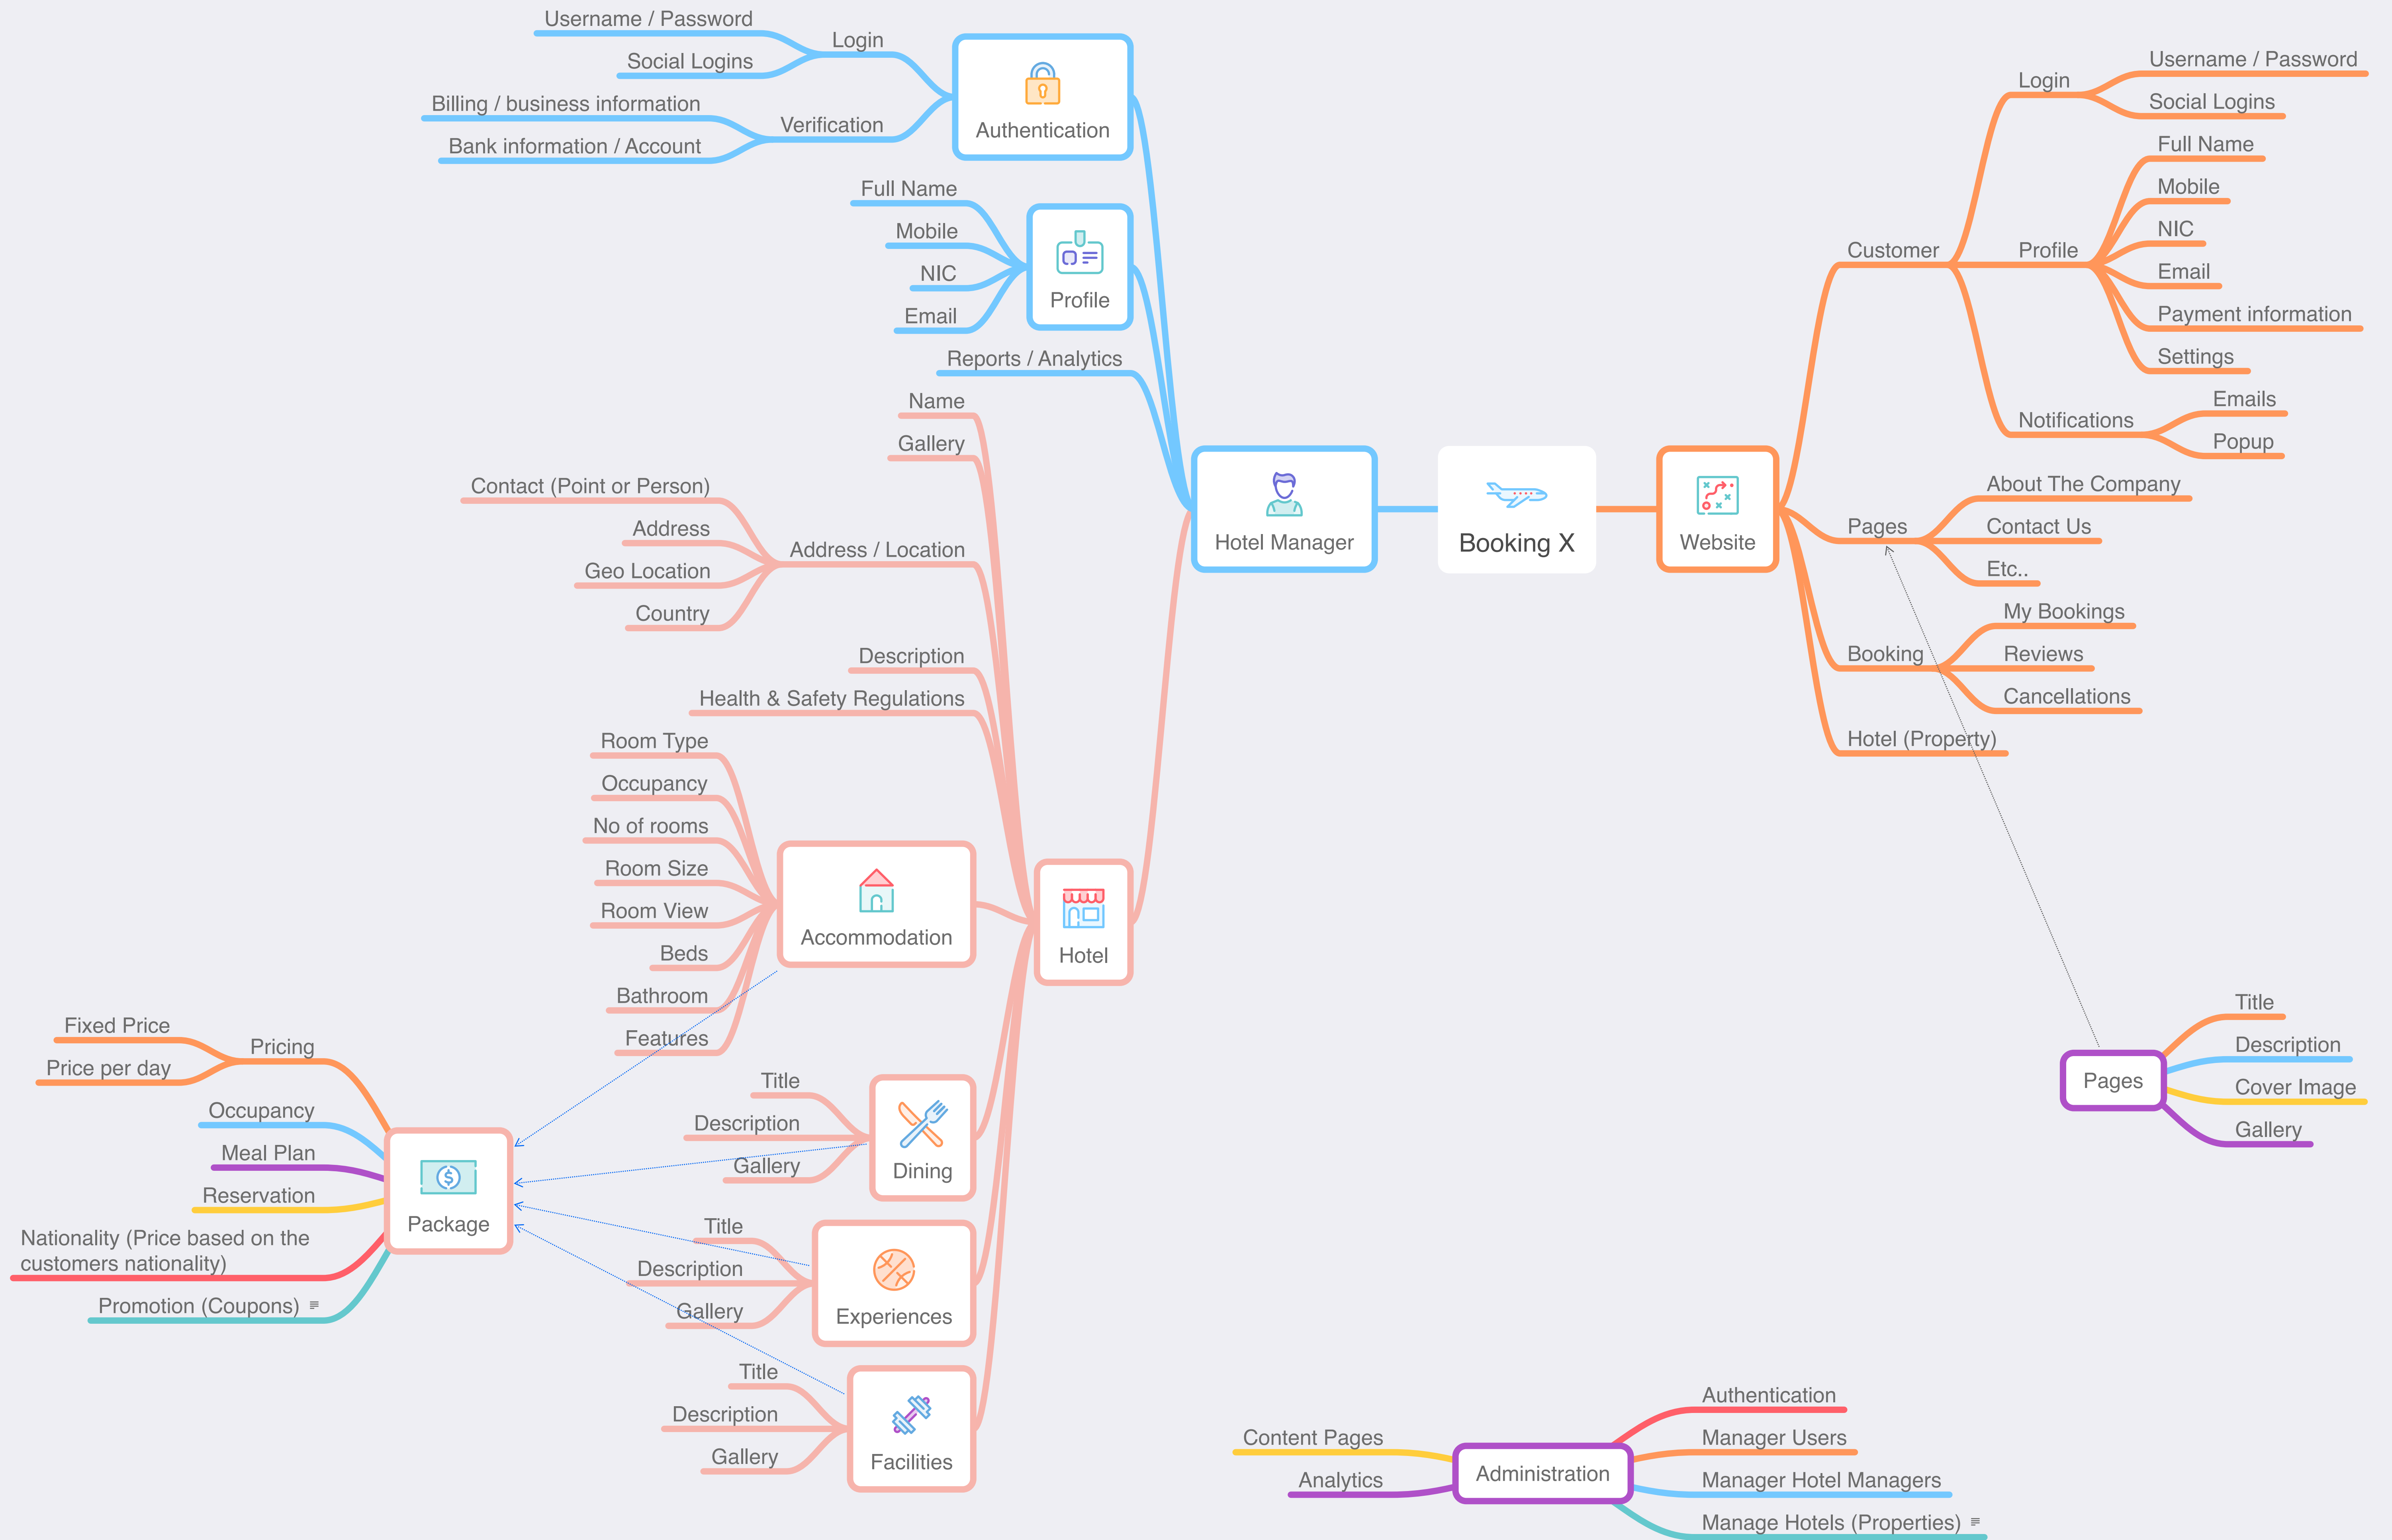 Username / Password
Social Logins
Login
Billing / business information
Bank information / Account
Verification
Authentication
Full Name
Mobile
NIC
Email
Profile
Reports / Analytics
Name
Gallery
Contact (Point or Person)
Address
Geo Location
Country
Address / Location
Description
Health & Safety Regulations
Room Type
Occupancy
No of rooms
Room Size
Room View
Beds
Bathroom
Features
Accommodation
Title
Description
Gallery
Dining
Title
Description
Gallery
Experiences
Title
Description
Gallery
Facilities
Hotel
Hotel Manager
Booking X
Website
Customer
Login
Username / Password
Social Logins
Profile
Full Name
Mobile
NIC
Email
Payment information
Settings
Notifications
Emails
Popup
Pages
About The Company
Contact Us
Etc..
Booking
My Bookings
Reviews
Cancellations
Hotel (Property)
Fixed Price
Price per day
Pricing
Occupancy
Meal Plan
Reservation
Nationality (Price based on the
customers nationality)
Promotion (Coupons)
Package
Pages
Title
Description
Cover Image
Gallery
Content Pages
Analytics
Administration
Authentication
Manager Users
Manager Hotel Managers
Manage Hotels (Properties)